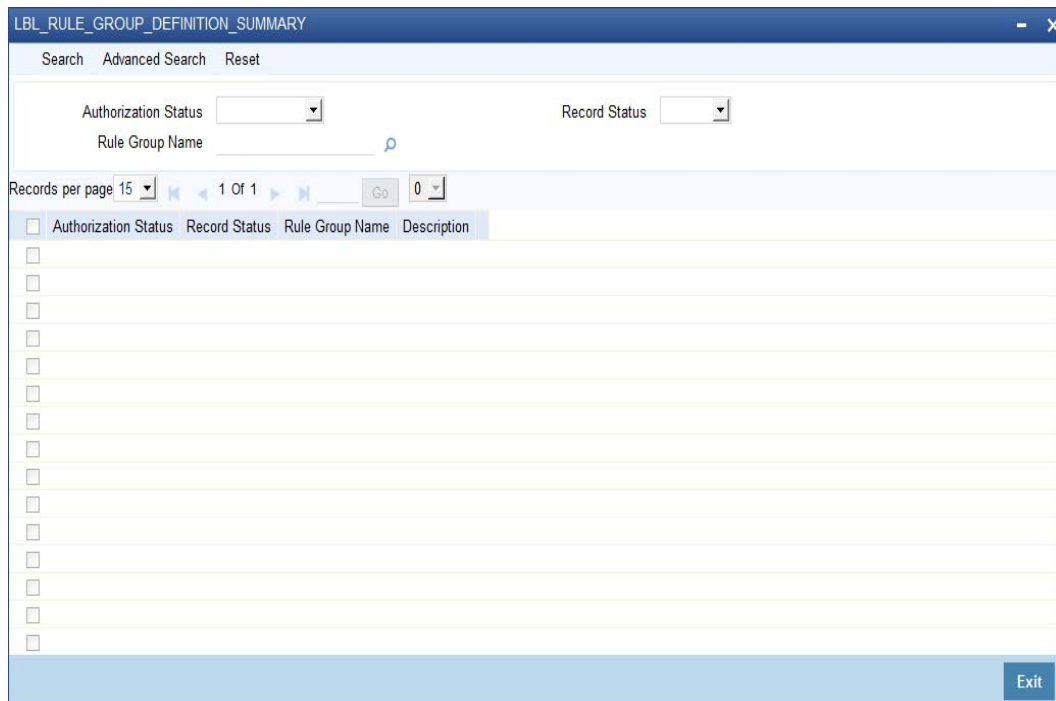 LBL_RULE_GROUP_DEFINITION_SUMMARY
Search Advanced Search Reset
Authorization Status Record Status
Rule Group Name
Records per page 15 1 Of 1 Go 0
Authorization Status Record Status Rule Group Name Description
Exit